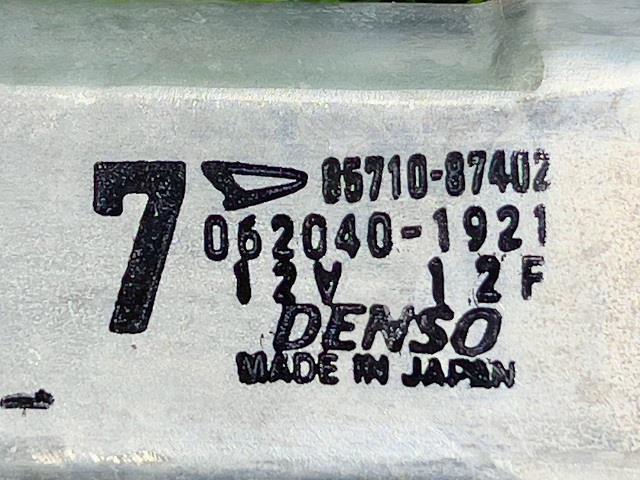 7
85710-87402
062040-1921
12V 12F
DENSO
MADE IN JAPAN